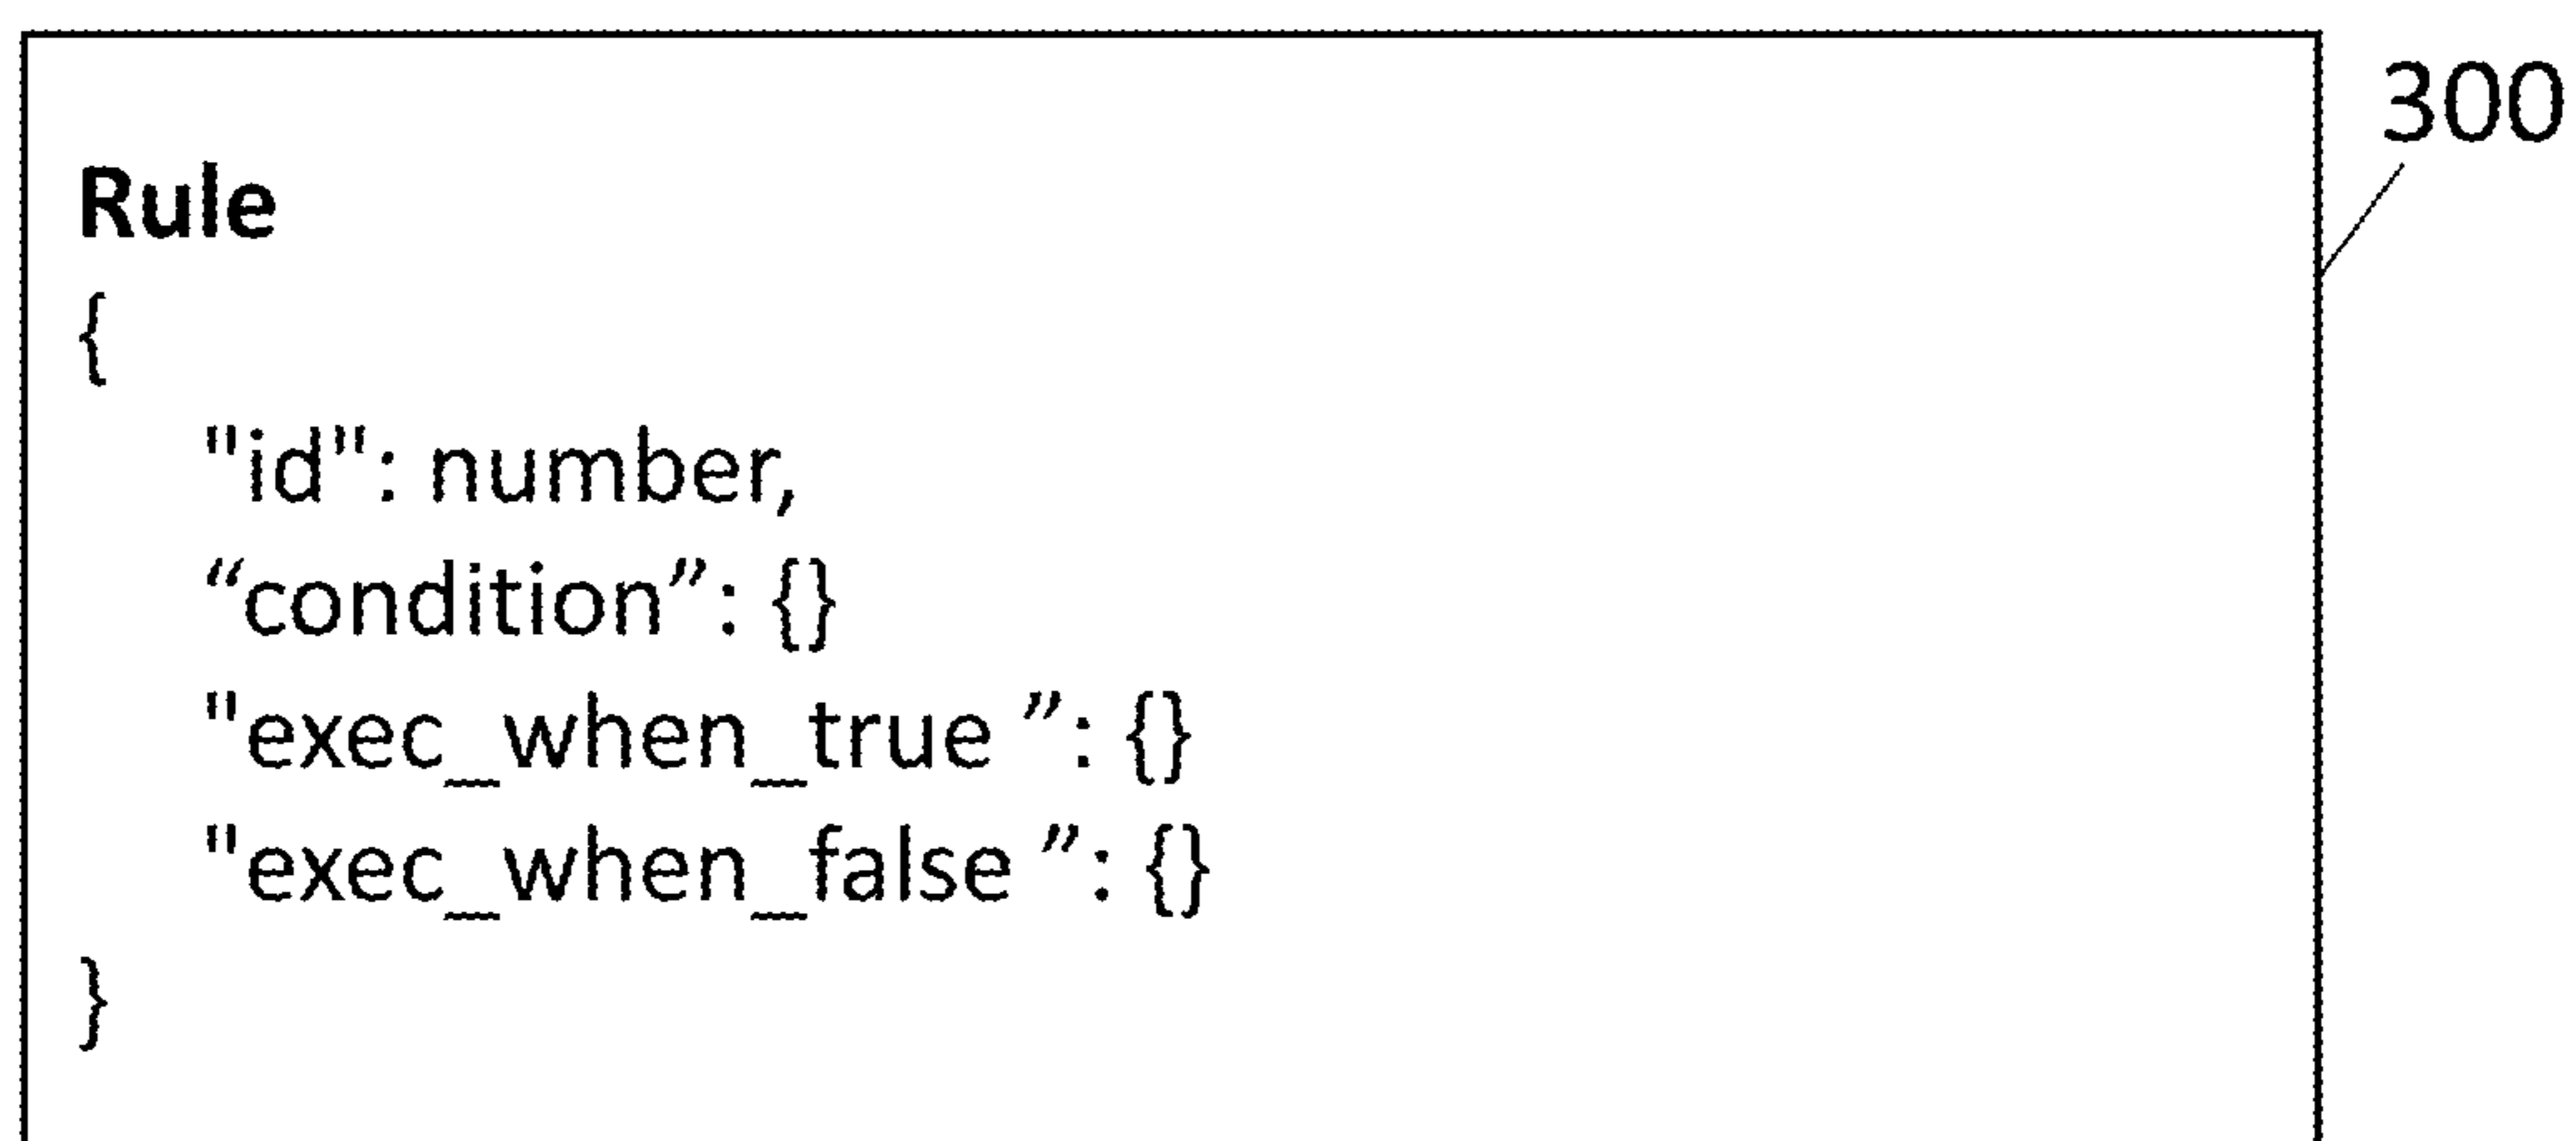 300
Rule
{
"id": number,
“condition”: {}
"exec_when_true ”: {}
"exec_when_false ”: {}
}